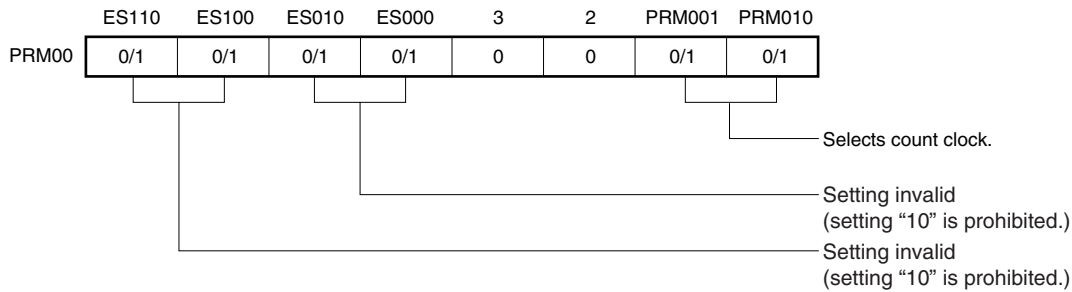 ES110 ES100 ES010 ES000 3 2 PRM001 PRM010
PRM00 0/1 0/1 0/1 0/1 0 0 0/1 0/1
Selects count clock.
Setting invalid
(setting “10” is prohibited.)
Setting invalid
(setting “10” is prohibited.)